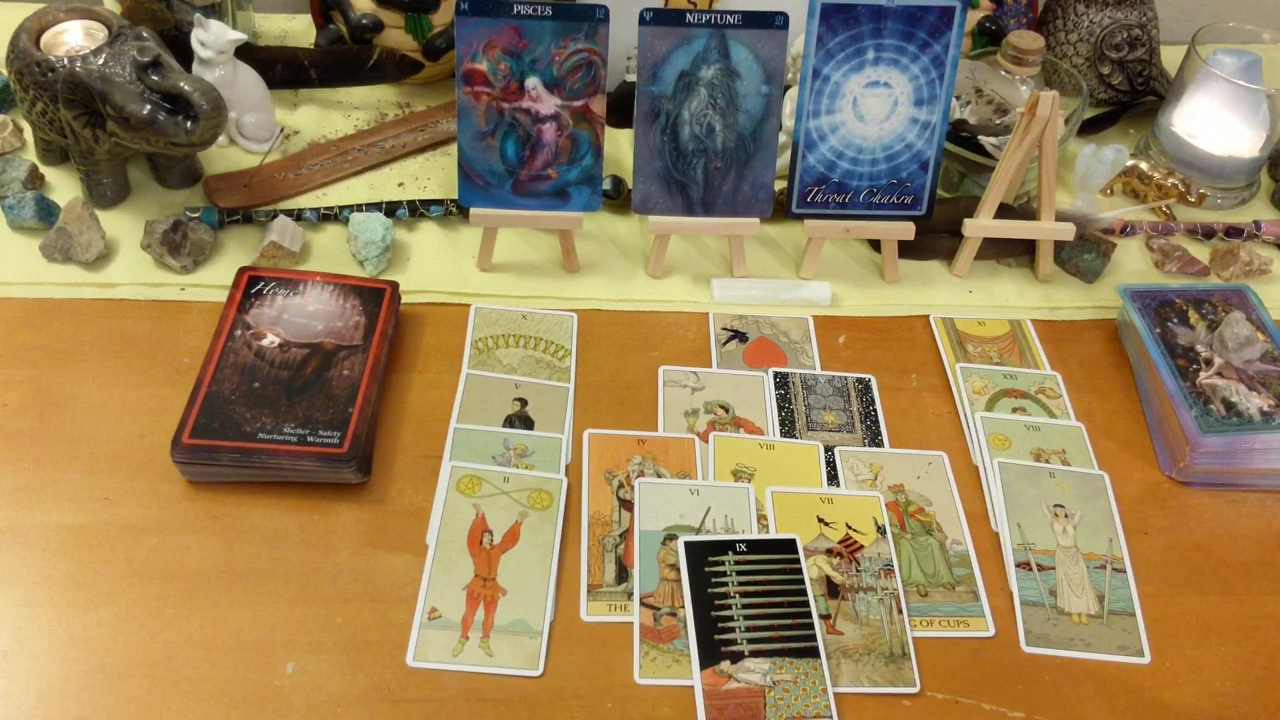 PISCES 12
NEPTUNE 21
Throat Chakra
Home
Shelter - Safety
Nurturing - Warmth
X
V
II
IV
THE
VIII
VI
VII
OF CUPS
IX
XI
XXI
VIII
II